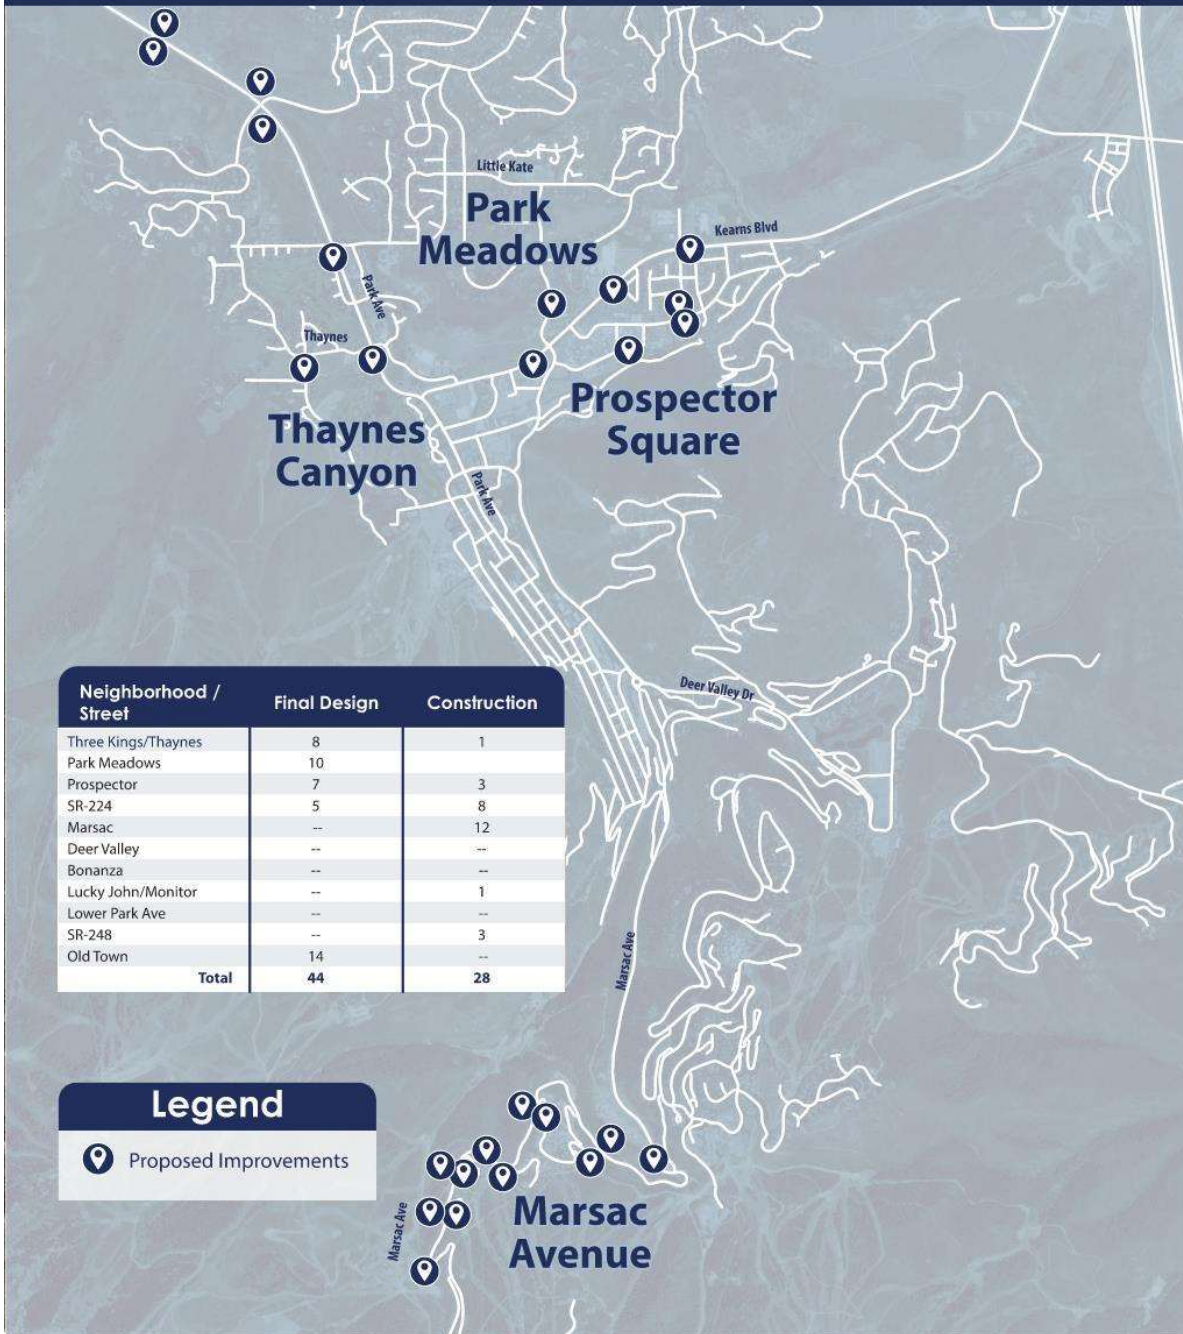 Little Kate
Park
Meadows
Kearns Blvd
Park Ave
Thaynes
Prospector
Square
Thaynes
Canyon
Park Ave
Deer Valley Dr
Neighborhood /
Street
Final Design
Construction
Three Kings/Thaynes 8 1
Park Meadows 10
Prospector 7 3
SR-224 5 8
Marsac -- 12
Deer Valley -- --
Bonanza -- --
Lucky John/Monitor -- 1
Lower Park Ave -- --
SR-248 -- 3
Old Town 14 --
Total 44 28
Marsac Ave
Legend
Proposed Improvements
Marsac Ave
Marsac
Avenue